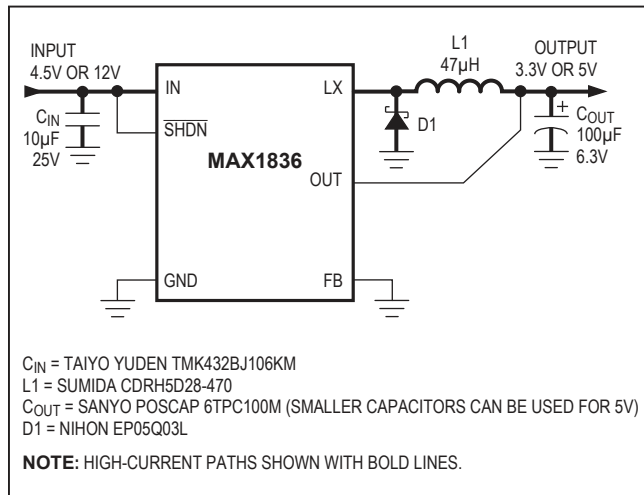 INPUT
4.5V OR 12V
CIN
10µF
25V
IN
SHDN
MAX1836
GND
LX
OUT
FB
L1
47µH
D1
OUTPUT
3.3V OR 5V
+
COUT
100µF
6.3V
CIN = TAIYO YUDEN TMK432BJ106KM
L1 = SUMIDA CDRH5D28-470
COUT = SANYO POSCAP 6TPC100M (SMALLER CAPACITORS CAN BE USED FOR 5V)
D1 = NIHON EP05Q03L
NOTE: HIGH-CURRENT PATHS SHOWN WITH BOLD LINES.